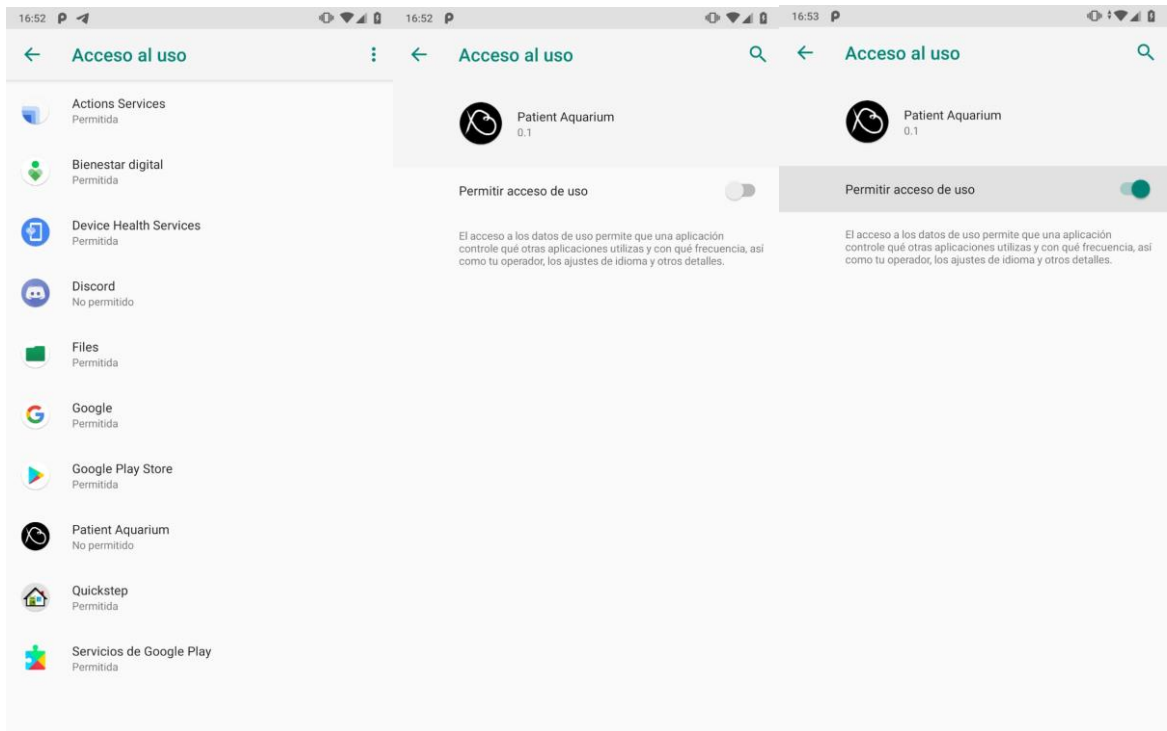 16:52
Acceso al uso
Actions Services
Permitida
Bienestar digital
Permitida
Device Health Services
Permitida
Discord
No permitido
Files
Permitida
Google
Permitida
Google Play Store
Permitida
Patient Aquarium
No permitido
Quickstep
Permitida
Servicios de Google Play
Permitida
16:52
Acceso al uso
Patient Aquarium
0.1
Permitir acceso de uso
El acceso a los datos de uso permite que una aplicación
controle qué otras aplicaciones utilizas y con qué frecuencia, así
como tu operador, los ajustes de idioma y otros detalles.
16:53
Acceso al uso
Patient Aquarium
0.1
Permitir acceso de uso
El acceso a los datos de uso permite que una aplicación
controle qué otras aplicaciones utilizas y con qué frecuencia, así
como tu operador, los ajustes de idioma y otros detalles.